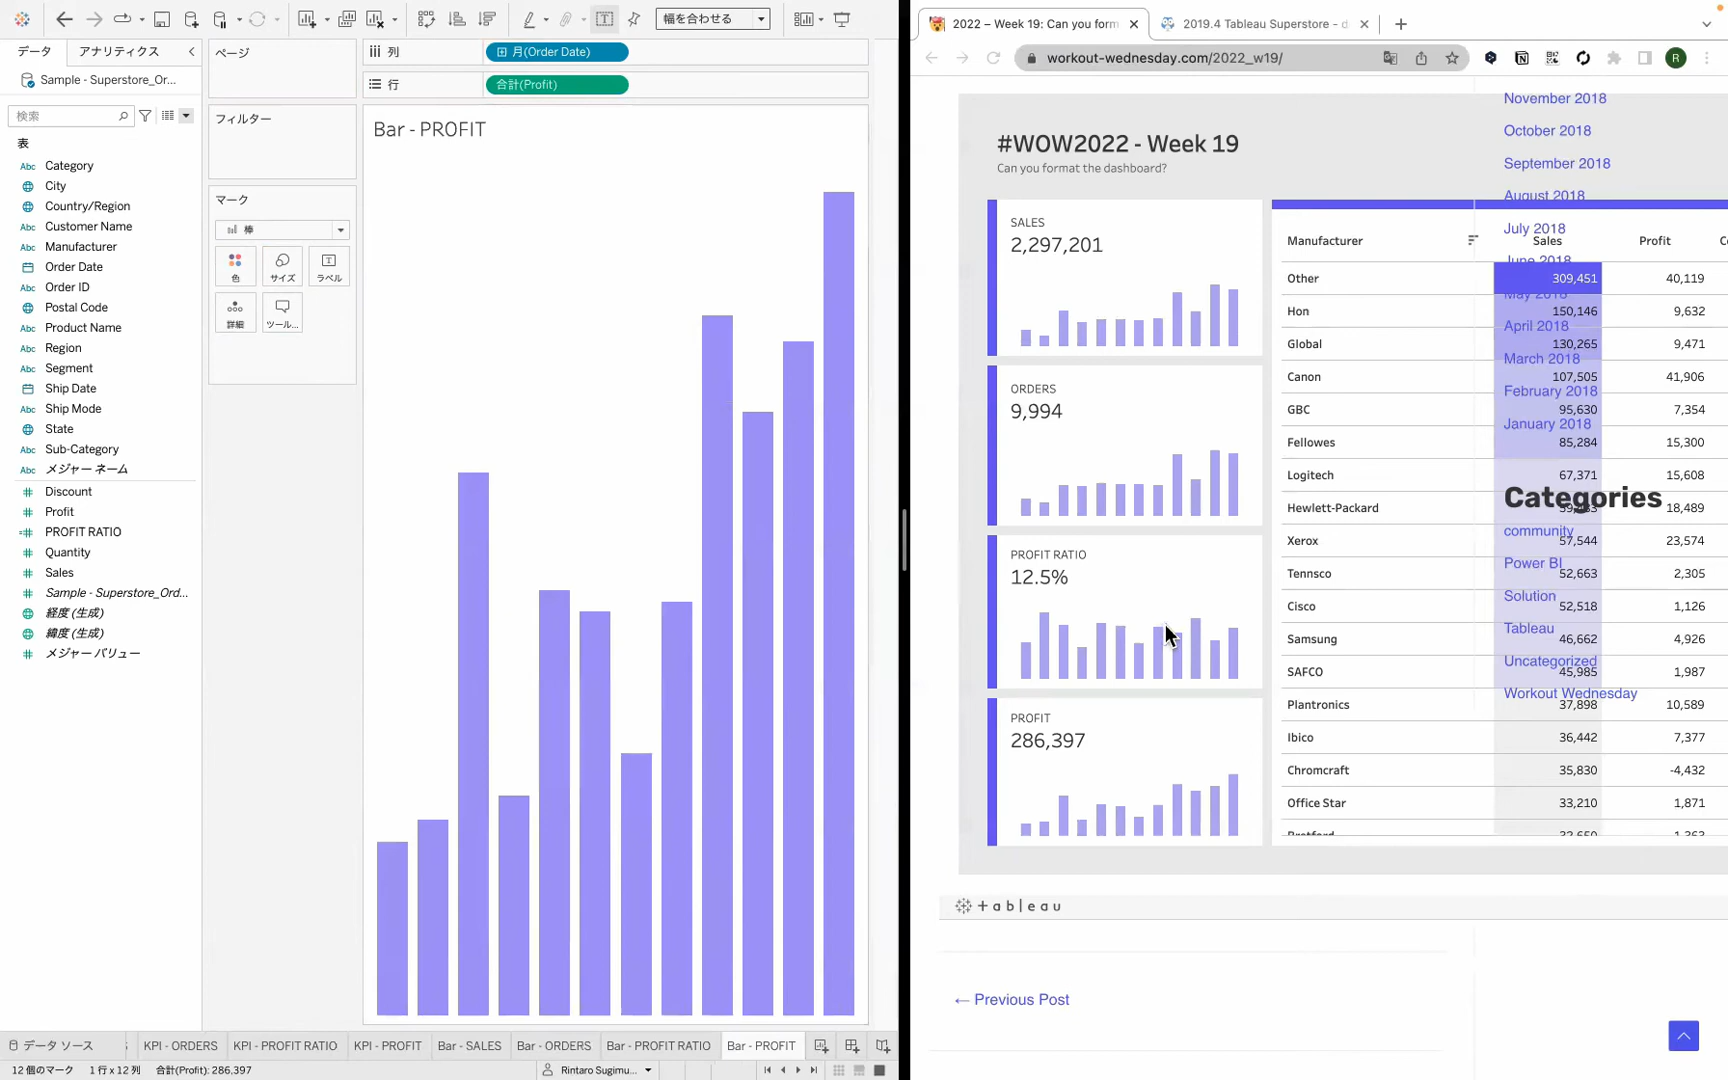 幅を合わせる
データ
アナリティクス
Sample - Superstore_Or...
検索
表
Abc Category
City
Country/Region
Abc Customer Name
Abc Manufacturer
Order Date
Abc Order ID
Postal Code
Abc Product Name
Abc Region
Abc Segment
Ship Date
Abc Ship Mode
State
Abc Sub-Category
Abc メジャー ネーム
Discount
Profit
PROFIT RATIO
Quantity
Sales
Sample - Superstore_Ord...
経度 (生成)
緯度 (生成)
メジャー バリュー
ページ
フィルター
マーク
棒
色
サイズ
ラベル
詳細
ツール...
列
月(Order Date)
行
合計(Profit)
Bar - PROFIT
データ ソース
KPI - ORDERS
KPI - PROFIT RATIO
KPI - PROFIT
Bar - SALES
Bar - ORDERS
Bar - PROFIT RATIO
Bar - PROFIT
12 個のマーク
1 行 x 12 列
合計(Profit): 286,397
Rintaro Sugimu...
2022 – Week 19: Can you form
2019.4 Tableau Superstore - d
workout-wednesday.com/2022_w19/
R
#WOW2022 - Week 19
Can you format the dashboard?
SALES
2,297,201
ORDERS
9,994
PROFIT RATIO
12.5%
PROFIT
286,397
Manufacturer Sales Profit
Other 309,451 40,119
Hon 150,146 9,632
Global 130,265 9,471
Canon 107,505 41,906
GBC 95,630 7,354
Fellowes 85,284 15,300
Logitech 67,371 15,608
Hewlett-Packard 18,489
Xerox 57,544 23,574
Tennsco 52,663 2,305
Cisco 52,518 1,126
Samsung 46,662 4,926
SAFCO 45,985 1,987
Plantronics 37,898 10,589
Ibico 36,442 7,377
Chromcraft 35,830 -4,432
Office Star 33,210 1,871
November 2018
October 2018
September 2018
August 2018
July 2018
June 2018
May 2018
April 2018
March 2018
February 2018
January 2018
Categories
community
Power BI
Solution
Tableau
Uncategorized
Workout Wednesday
+ a b | e a u
← Previous Post